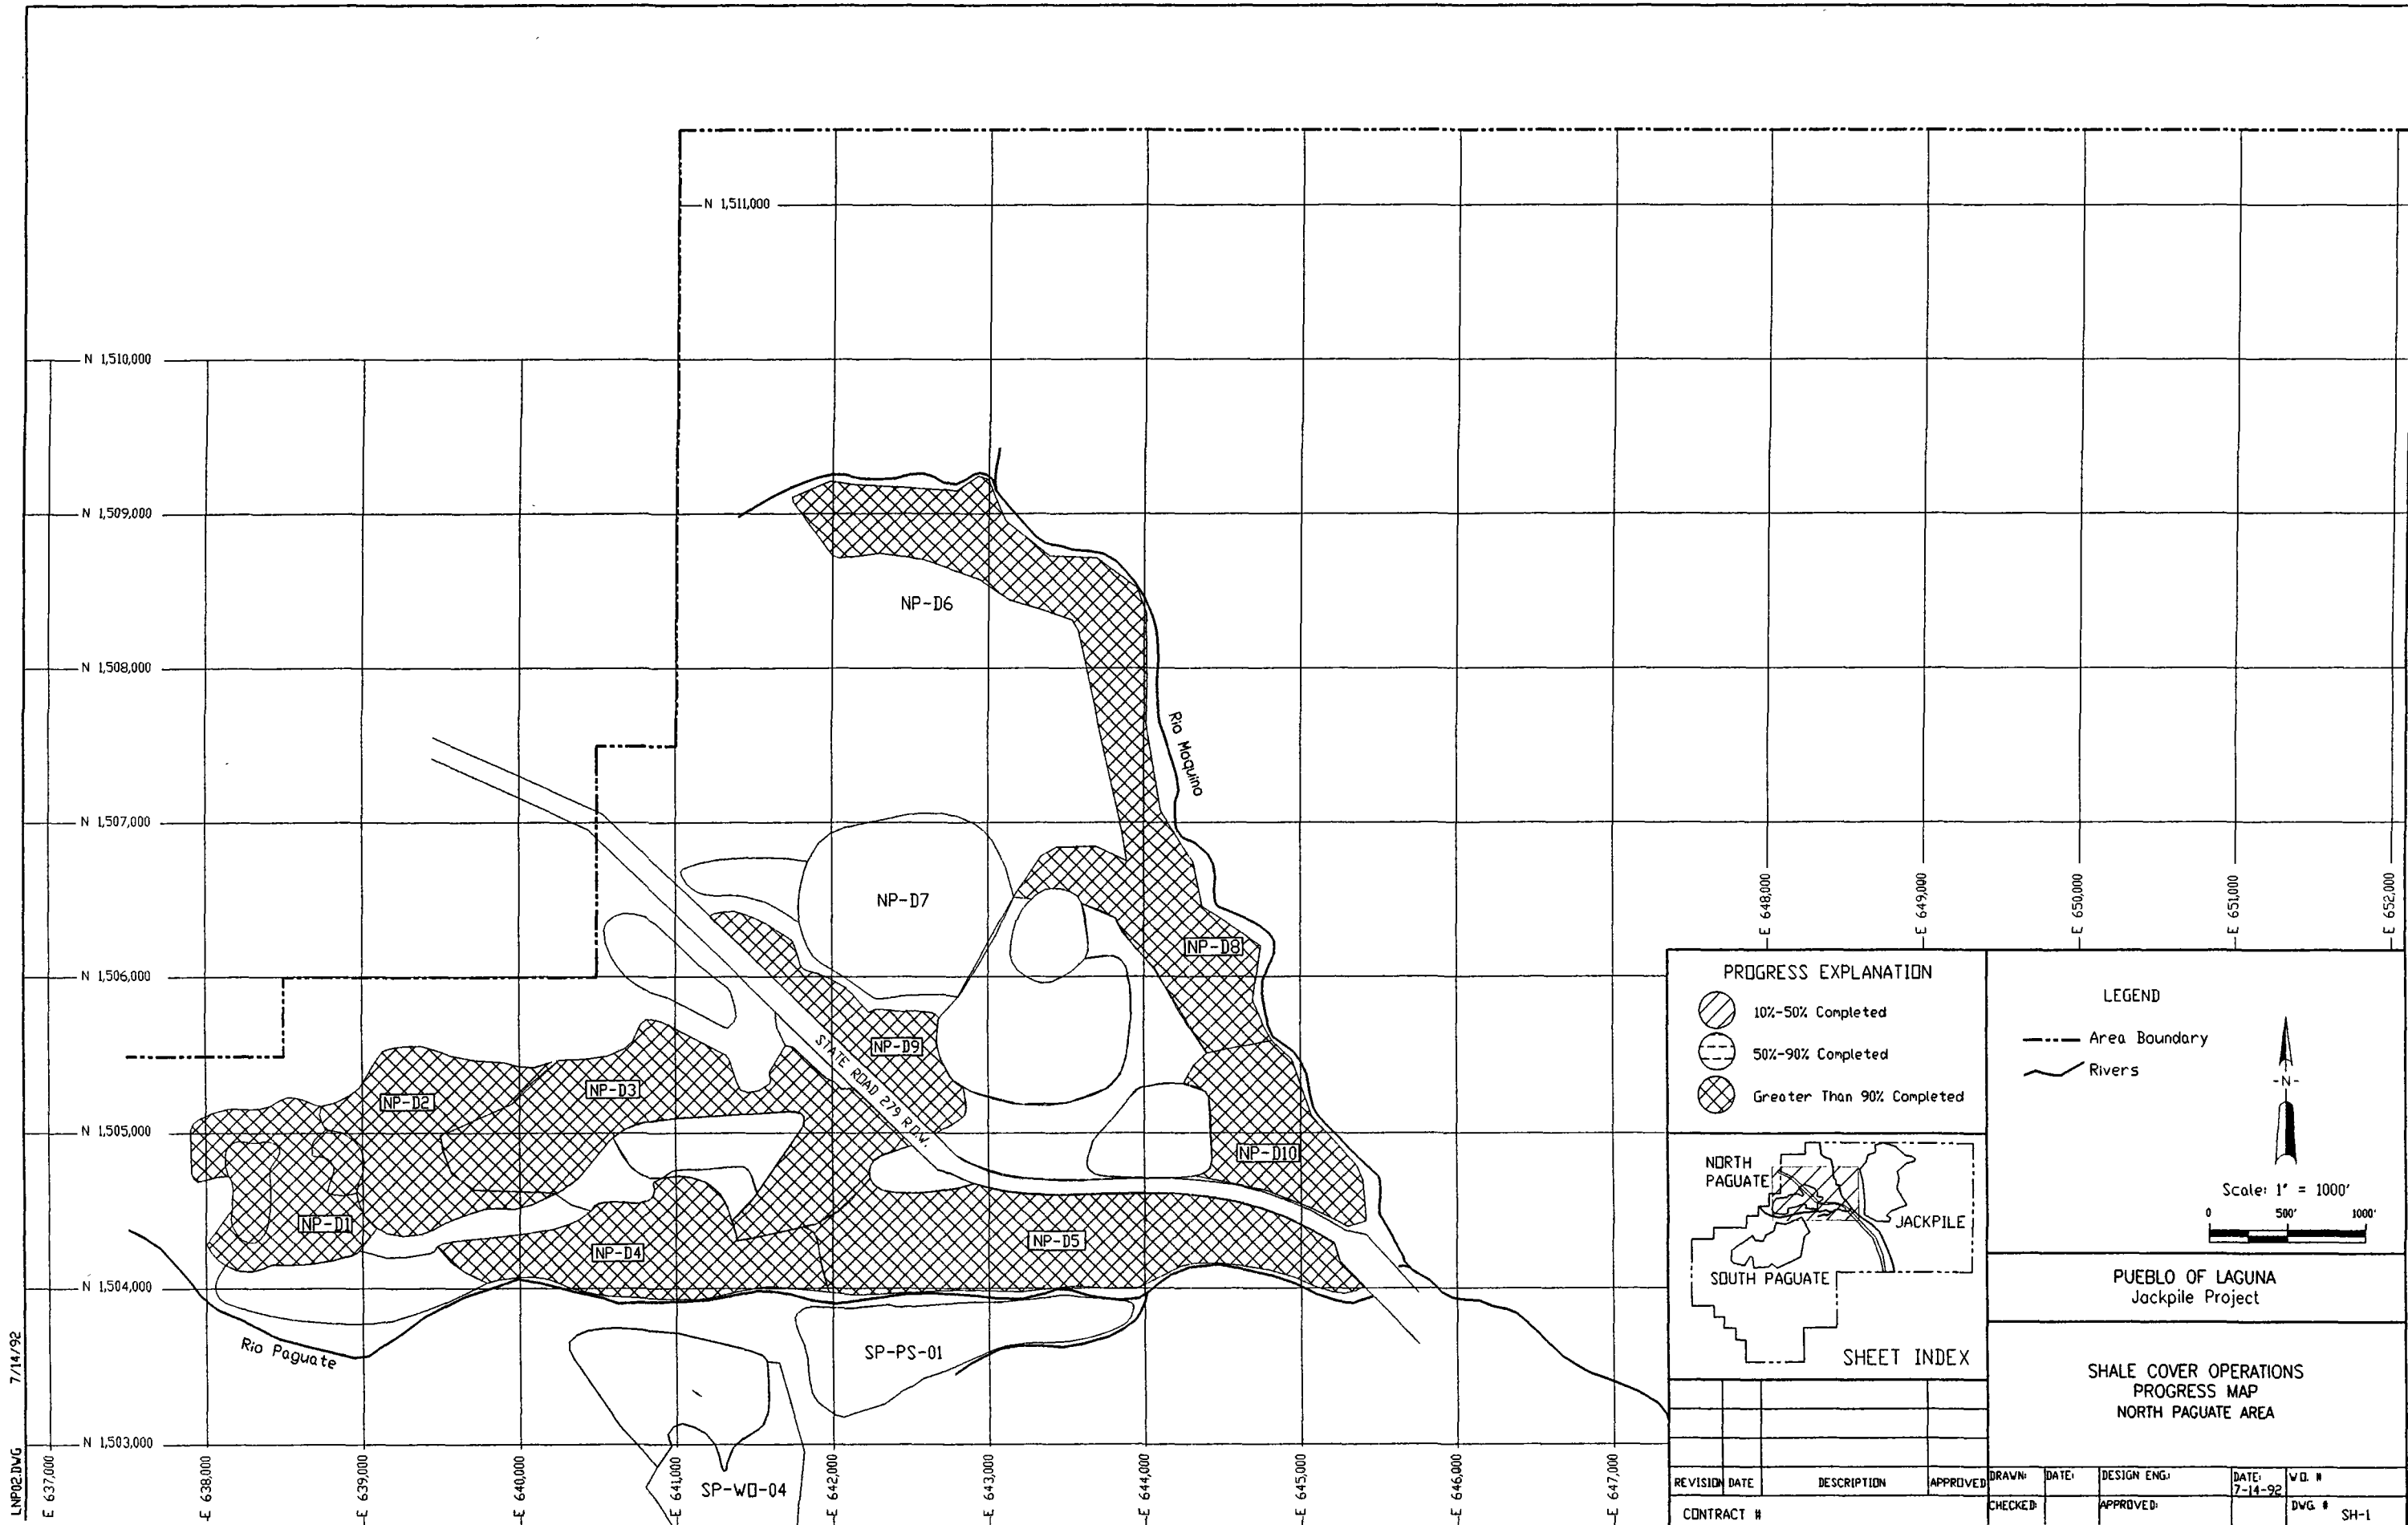 N 1,511,000
N 1,510,000
N 1,509,000
NP-D6
N 1,508,000
Rio Moquino
N 1,507,000
NP-D7
NP-D8
N 1,506,000
NP-D9
STATE ROAD 279 R.O.W.
NP-D2
NP-D3
N 1,505,000
NP-D10
NP-D1
NP-D4
NP-D5
N 1,504,000
Rio Paguate
SP-PS-01
N 1,503,000
SP-WO-04
E 637,000
E 638,000
E 639,000
E 640,000
E 641,000
E 642,000
E 643,000
E 644,000
E 645,000
E 646,000
E 647,000
E 648,000
E 649,000
E 650,000
E 651,000
E 652,000
LNP02.DWG 7/14/92
PROGRESS EXPLANATION
10%-50% Completed
50%-90% Completed
Greater Than 90% Completed
LEGEND
Area Boundary
Rivers
-N-
Scale: 1" = 1000'
0 500' 1000'
NORTH
PAGUATE
JACKPILE
SOUTH PAGUATE
SHEET INDEX
PUEBLO OF LAGUNA
Jackpile Project
SHALE COVER OPERATIONS
PROGRESS MAP
NORTH PAGUATE AREA
REVISION DATE DESCRIPTION APPROVED
CONTRACT #
DRAWN: DATE: DESIGN ENG.: DATE: W.O. #
7-14-92
CHECKED: APPROVED: DWG. # SH-1